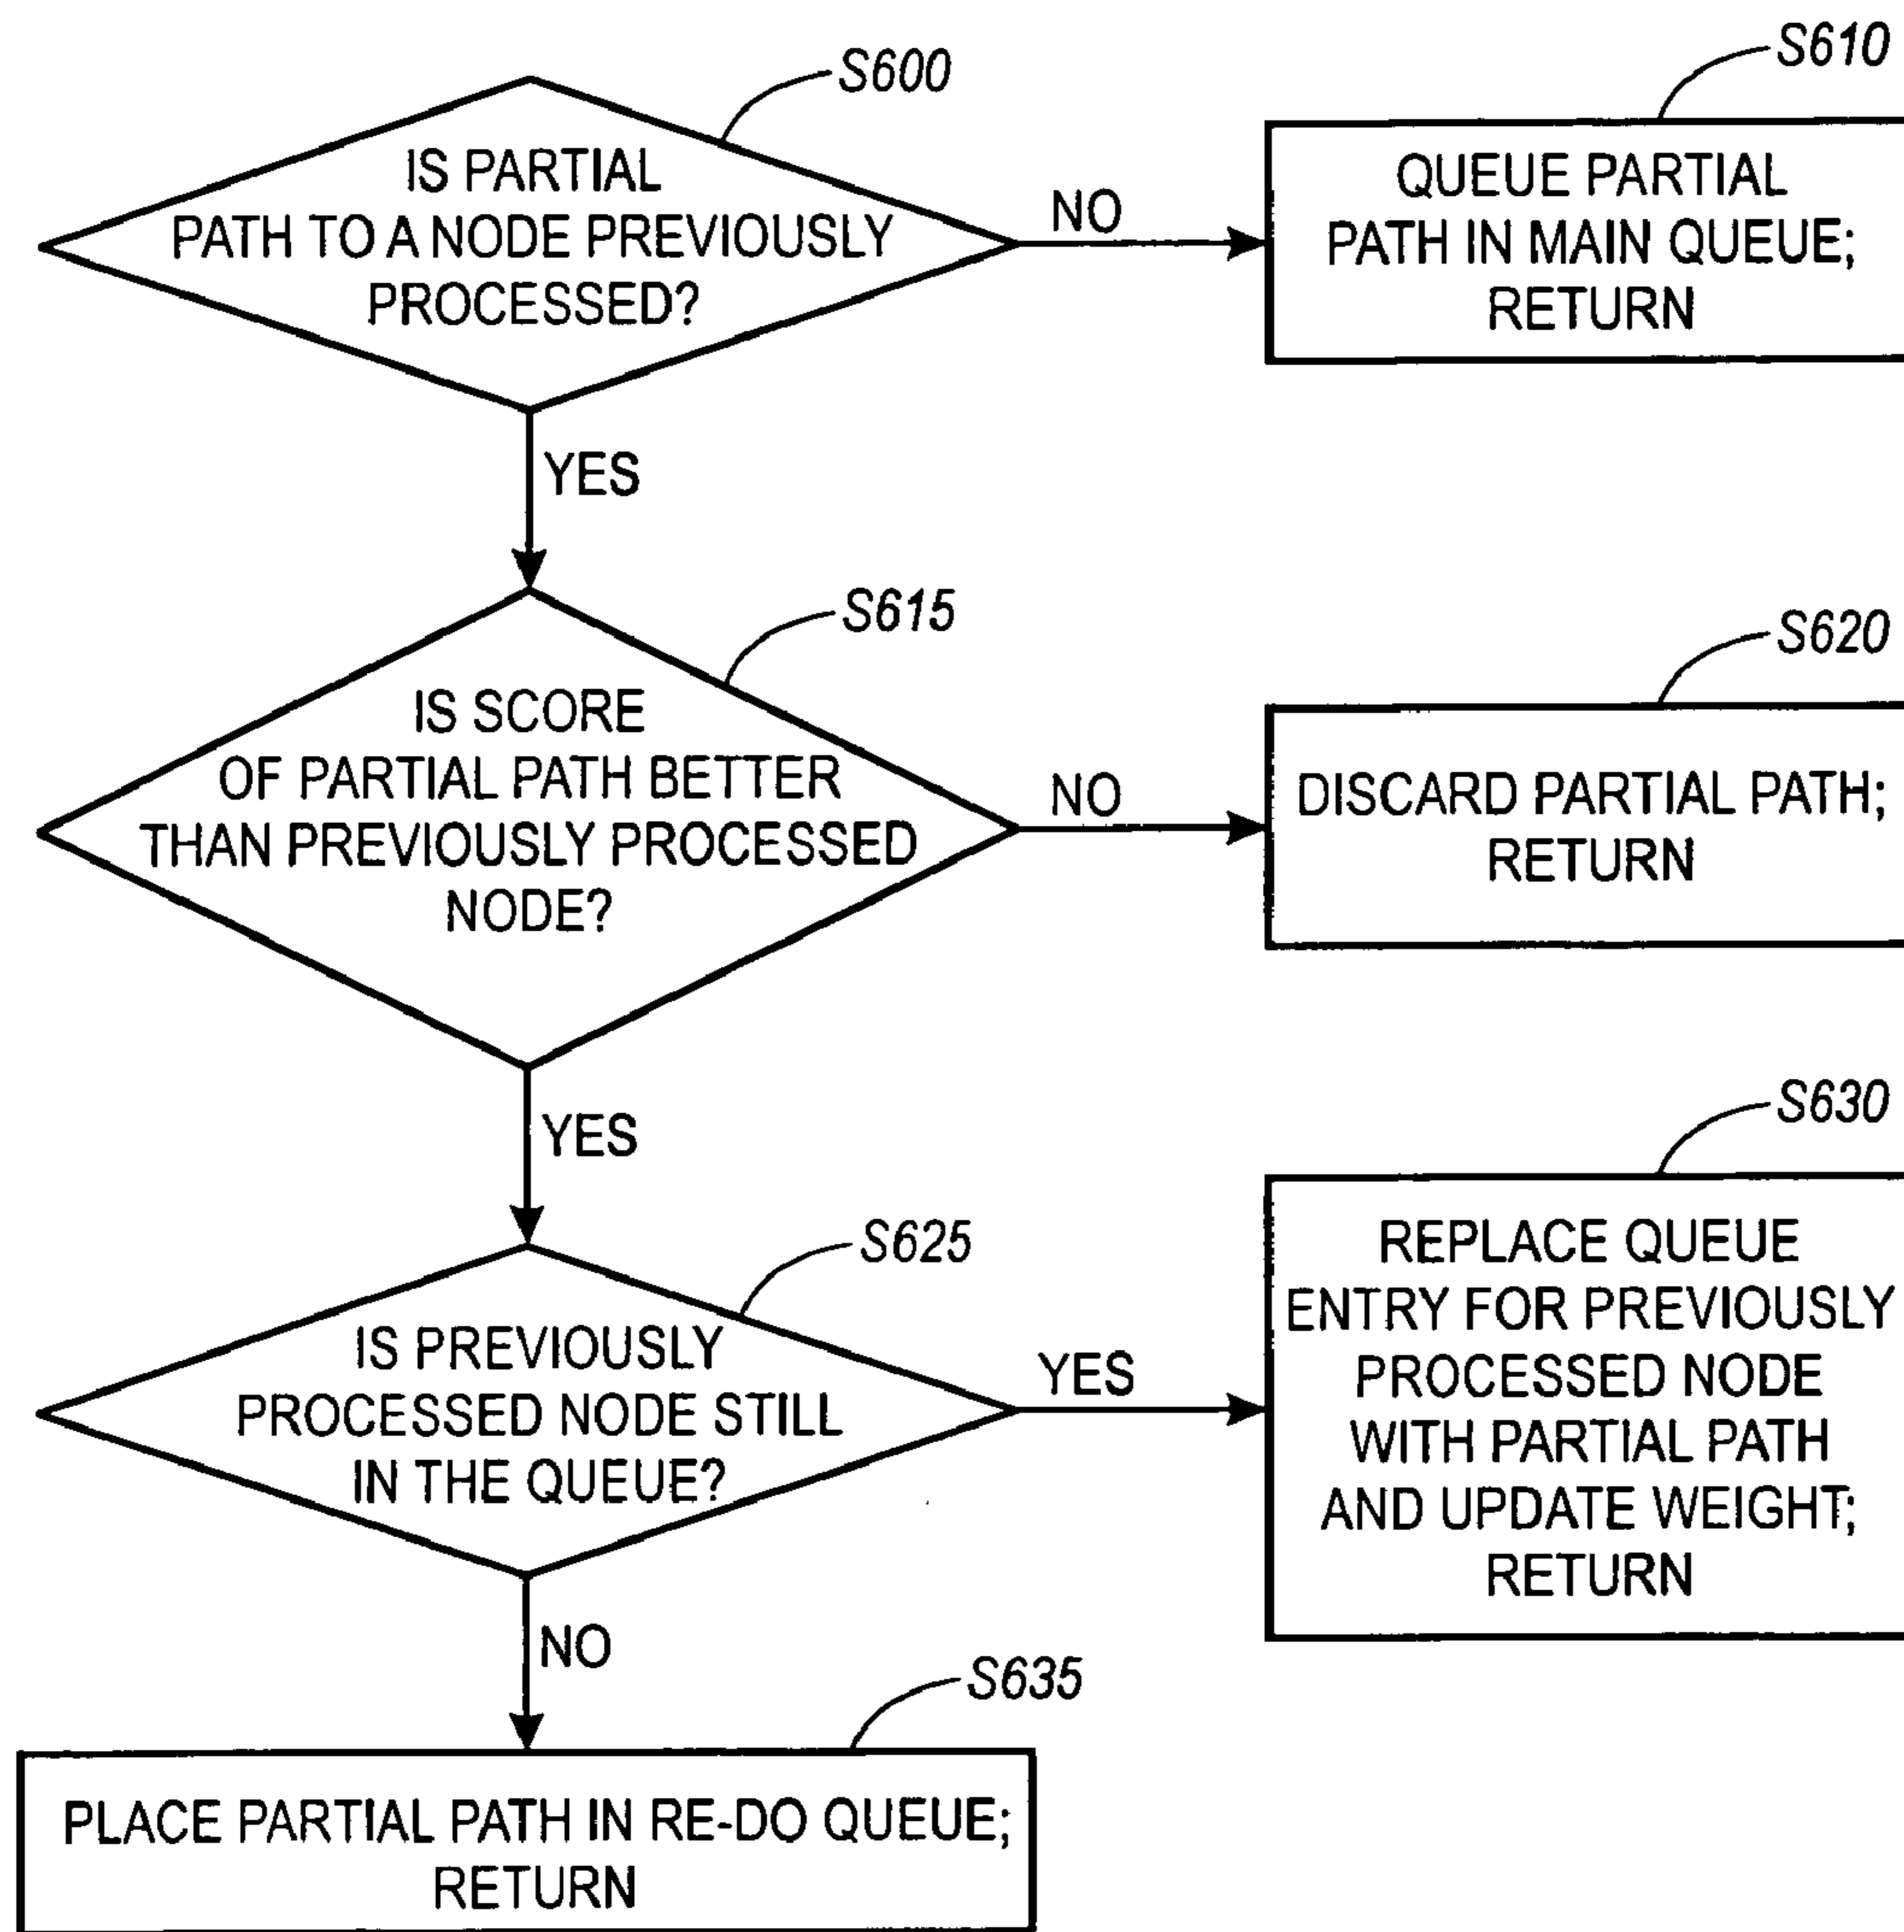 S600
IS PARTIAL
PATH TO A NODE PREVIOUSLY
PROCESSED?
NO
S610
QUEUE PARTIAL
PATH IN MAIN QUEUE;
RETURN
YES
S615
IS SCORE
OF PARTIAL PATH BETTER
THAN PREVIOUSLY PROCESSED
NODE?
NO
S620
DISCARD PARTIAL PATH;
RETURN
YES
S625
IS PREVIOUSLY
PROCESSED NODE STILL
IN THE QUEUE?
YES
S630
REPLACE QUEUE
ENTRY FOR PREVIOUSLY
PROCESSED NODE
WITH PARTIAL PATH
AND UPDATE WEIGHT;
RETURN
NO
S635
PLACE PARTIAL PATH IN RE-DO QUEUE;
RETURN